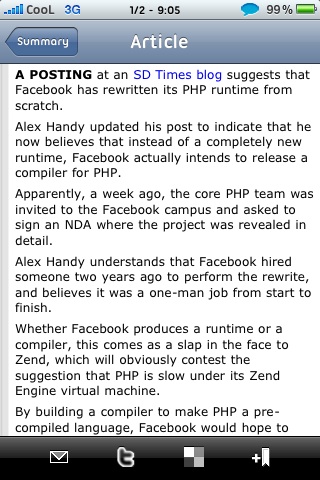 CooL 3G 1/2 - 9:05 99%
Summary Article
A POSTING at an SD Times blog suggests that
Facebook has rewritten its PHP runtime from
scratch.
Alex Handy updated his post to indicate that he
now believes that instead of a completely new
runtime, Facebook actually intends to release a
compiler for PHP.
Apparently, a week ago, the core PHP team was
invited to the Facebook campus and asked to
sign an NDA where the project was revealed in
detail.
Alex Handy understands that Facebook hired
someone two years ago to perform the rewrite,
and believes it was a one-man job from start to
finish.
Whether Facebook produces a runtime or a
compiler, this comes as a slap in the face to
Zend, which will obviously contest the
suggestion that PHP is slow under its Zend
Engine virtual machine.
By building a compiler to make PHP a pre-
compiled language, Facebook would hope to